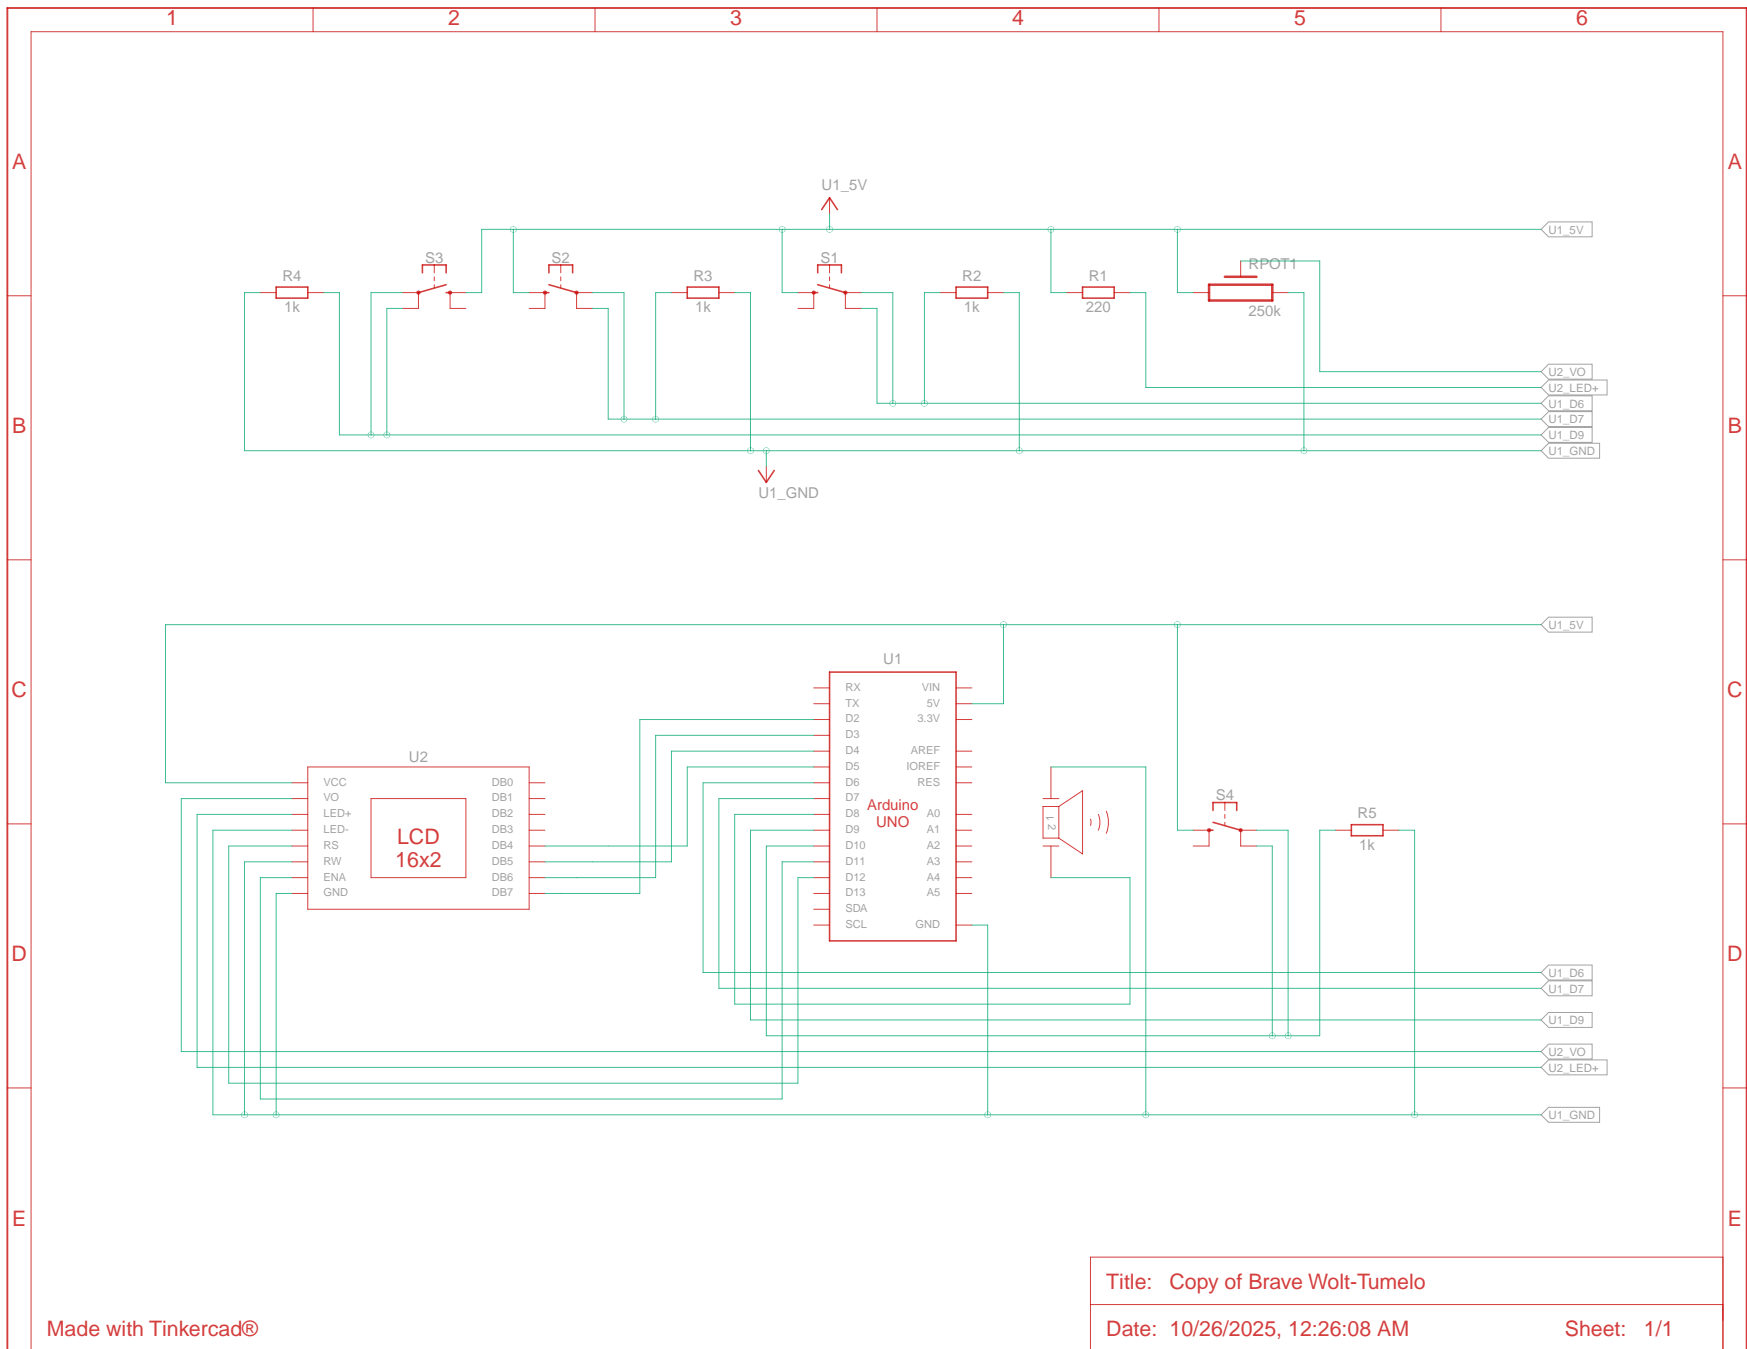 1 2 3 4 5 6
A A
U1_5V
U1_5V
S3 S2 S1 RPOT1
R4 R3 R2 R1
1k 1k 1k 220 250k
U2_VO
U2_LED+
U1_D6
B U1_D7 B
U1_D9
U1_GND
U1_GND
U1_5V
U1
C C
RX VIN
TX 5V
D2 3.3V
D3
D4 AREF
U2
D5 IOREF
VCC DB0 D6 RES
VO DB1 D7
Arduino
S4
LED+ DB2 D8 A0
R5
UNO
LED- DB3 D9 A1
LCD
1 2
RS DB4 D10 A2
1k
16x2
RW DB5 D11 A3
ENA DB6 D12 A4
GND DB7 D13 A5
SDA
SCL GND
D D
U1_D6
U1_D7
U1_D9
U2_VO
U2_LED+
U1_GND
E E
Title: Copy of Brave Wolt-Tumelo
Made with Tinkercad®
Date: 10/26/2025, 12:26:08 AM Sheet: 1/1